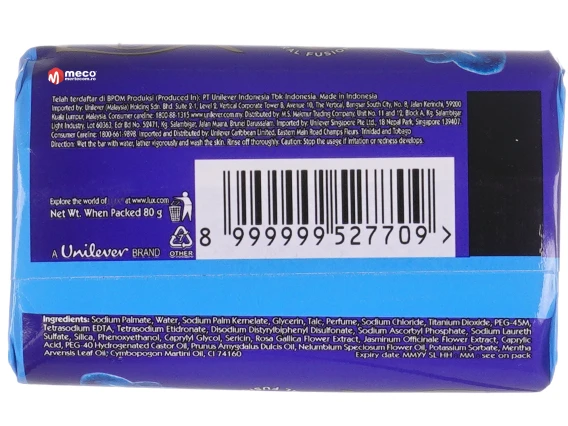 AL FUSIO
meco
Telah terdaftar di BPOM Produksi (Produced In): PT Unilever Indonesia Tbk-Indonesia. Made in Indonesia
Imported by: Unilever (Malaysia) Holding Sdn. Bhd. Suite 2-1, Level 2, Vertical Corporate Tower B, Avenue 10, The Vertical, Bangsar South City, No. 8, Jalan Kerinchi, 59000
Kuala Lumpur, Malaysia. Consumer careline: 1800-88-1315 www.unilever.com.my Distributed by: M.S. Makmur Trading Company Unit No. 11 and 12, Block A, Kg. Salambigar
Light Industry, Lot 60362, Edr Bd No. 50471, Kg. Salambigar, Jalan Muara, Brunei Darussalam. Imported by: Unilever Singapore Pte Ltd., 18 Nepal Park, Singapore 139407.
Consumer Careline: 1800-661-9898. Imported and Distributed by: Unilever Caribbean Limited, Eastern Main Road Champs Fleurs, Trinidad and Tobago
Direction: Wet the bar with water, lather vigorously and wash the skin. Rinse off thoroughly. Caution: Stop the usage if irritation or redness develops.
Explore the world of at www.lux.com
Net Wt. When Packed 80 g
A Unilever BRAND
7
OTHER
8 999999 527709 >
Ingredients: Sodium Palmate, Water, Sodium Palm Kernelate, Glycerin, Talc, Perfume, Sodium Chloride, Titanium Dioxide, PEG-45M,
Tetrasodium EDTA, Tetrasodium Etidronate, Disodium Distyrylbiphenyl Disulfonate, Sodium Ascorbyl Phosphate, Sodium Laureth
Sulfate, Silica, Phenoxyethanol, Caprylyl Glycol, Sericin, Rosa Gallica Flower Extract, Jasminum Officinale Flower Extract, Caprylic
Acid, PEG-40 Hydrogenated Castor Oil, Prunus Amygdalus Dulcis Oil, Nelumbium Speciosum Flower Oil, Potassium Sorbate, Mentha
Arvensis Leaf Oil, Cymbopogon Martini Oil, CI 74160
Expiry date MMYY SL HH MM see on pack